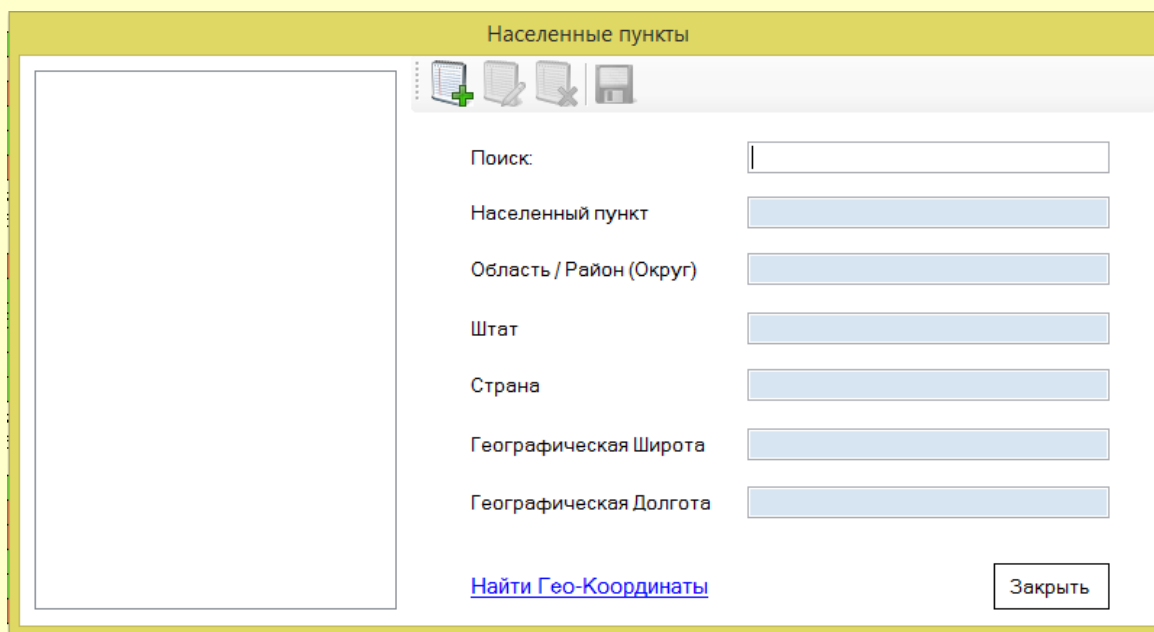 Населенные пункты
Поиск:
Населенный пункт
Область / Район (Округ)
Штат
Страна
Географическая Широта
Географическая Долгота
Найти Гео-Координаты
Закрыть